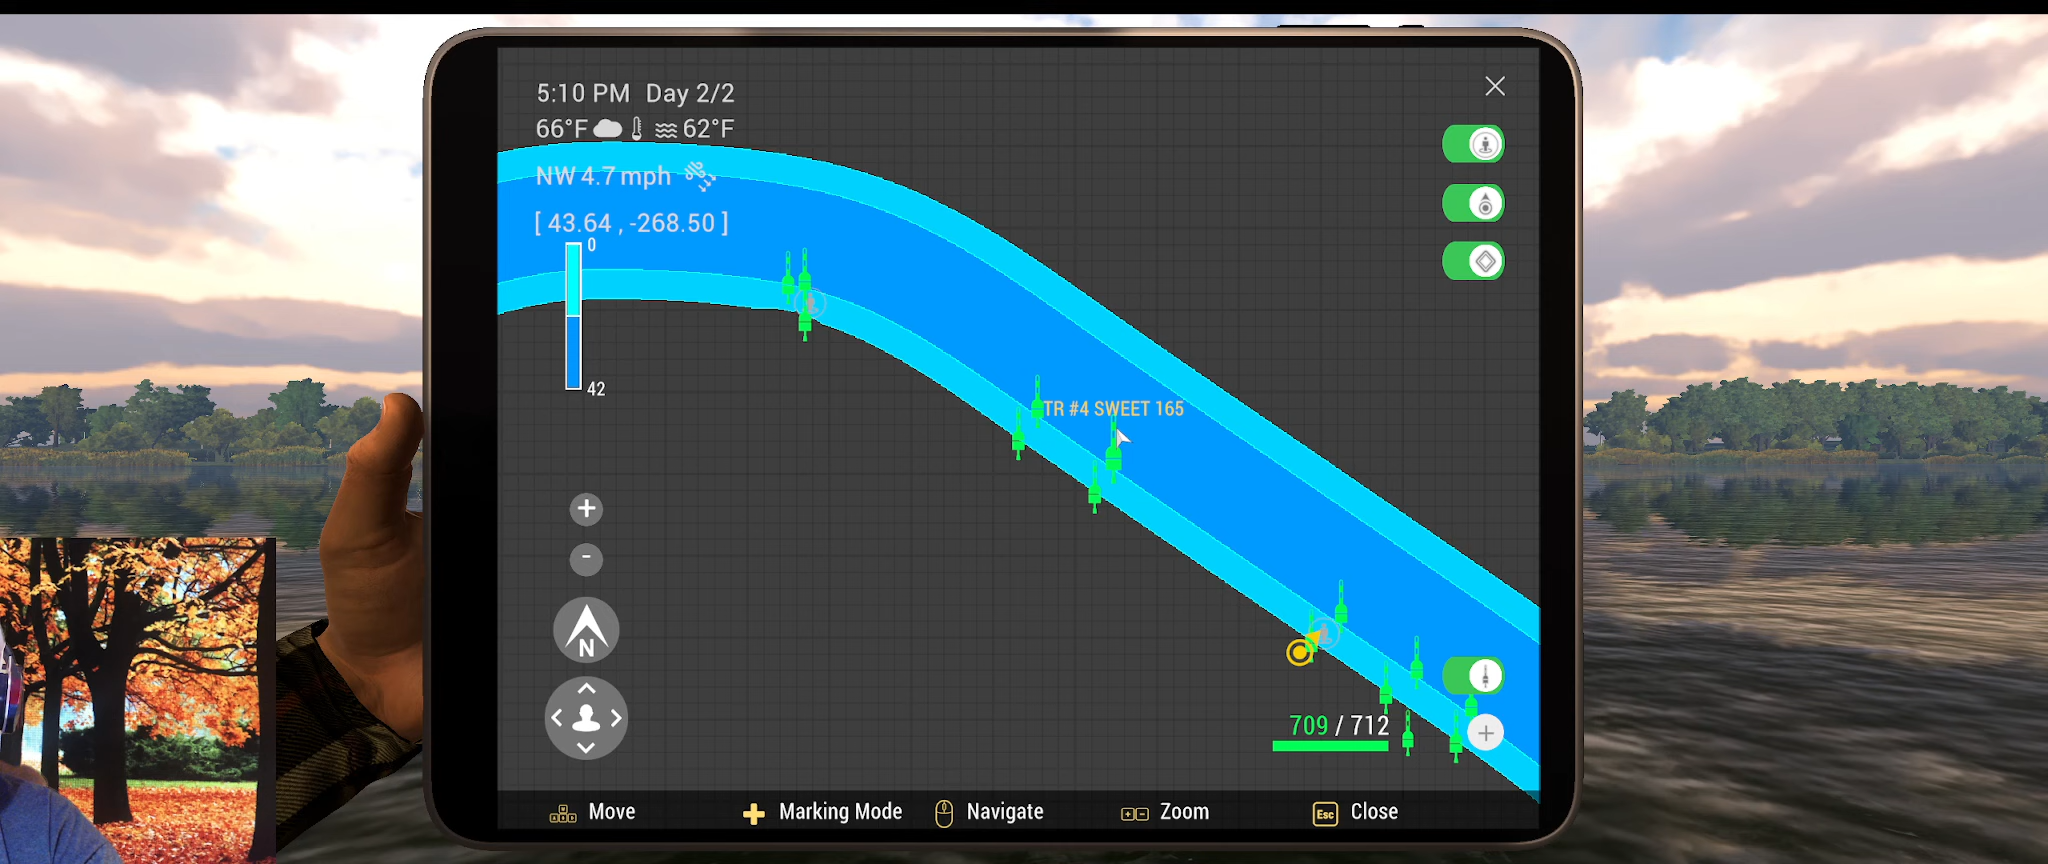 5:10 PM Day 2/2
66°F 62°F
NW 4.7 mph
[ 43.64 , -268.50 ]
0
42
TR #4 SWEET 165
+
-
N
709 / 712
+
Move
Marking Mode
Navigate
Zoom
Esc Close